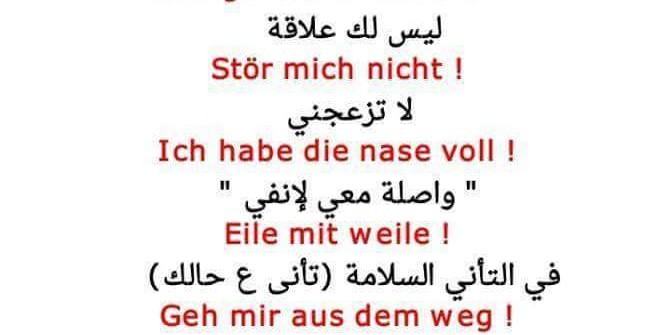 ليس لك علاقة
Stör mich nicht !
لا تزعجني
Ich habe die nase voll !
" واصلة معي لإنفي "
Eile mit weile !
في التأني السلامة (تأنى ع حالك)
Geh mir aus dem weg !